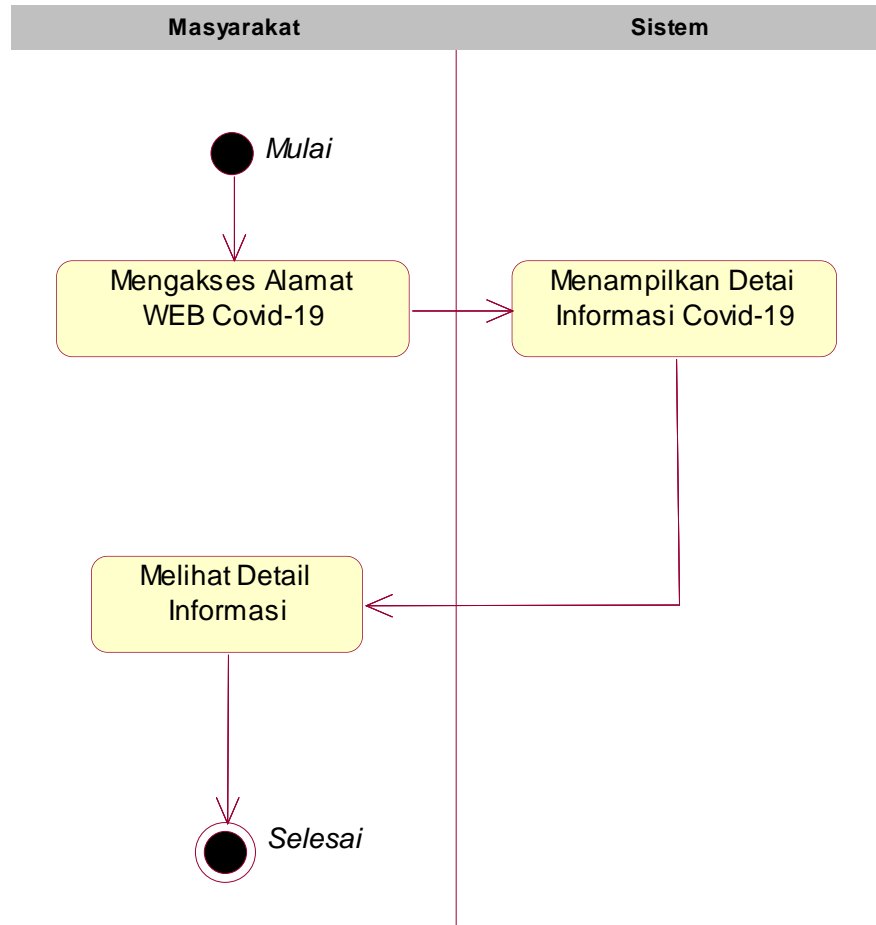 Masyarakat
Sistem
Mulai
Mengakses Alamat
WEB Covid-19
Menampilkan Detai
Informasi Covid-19
Melihat Detail
Informasi
Selesai